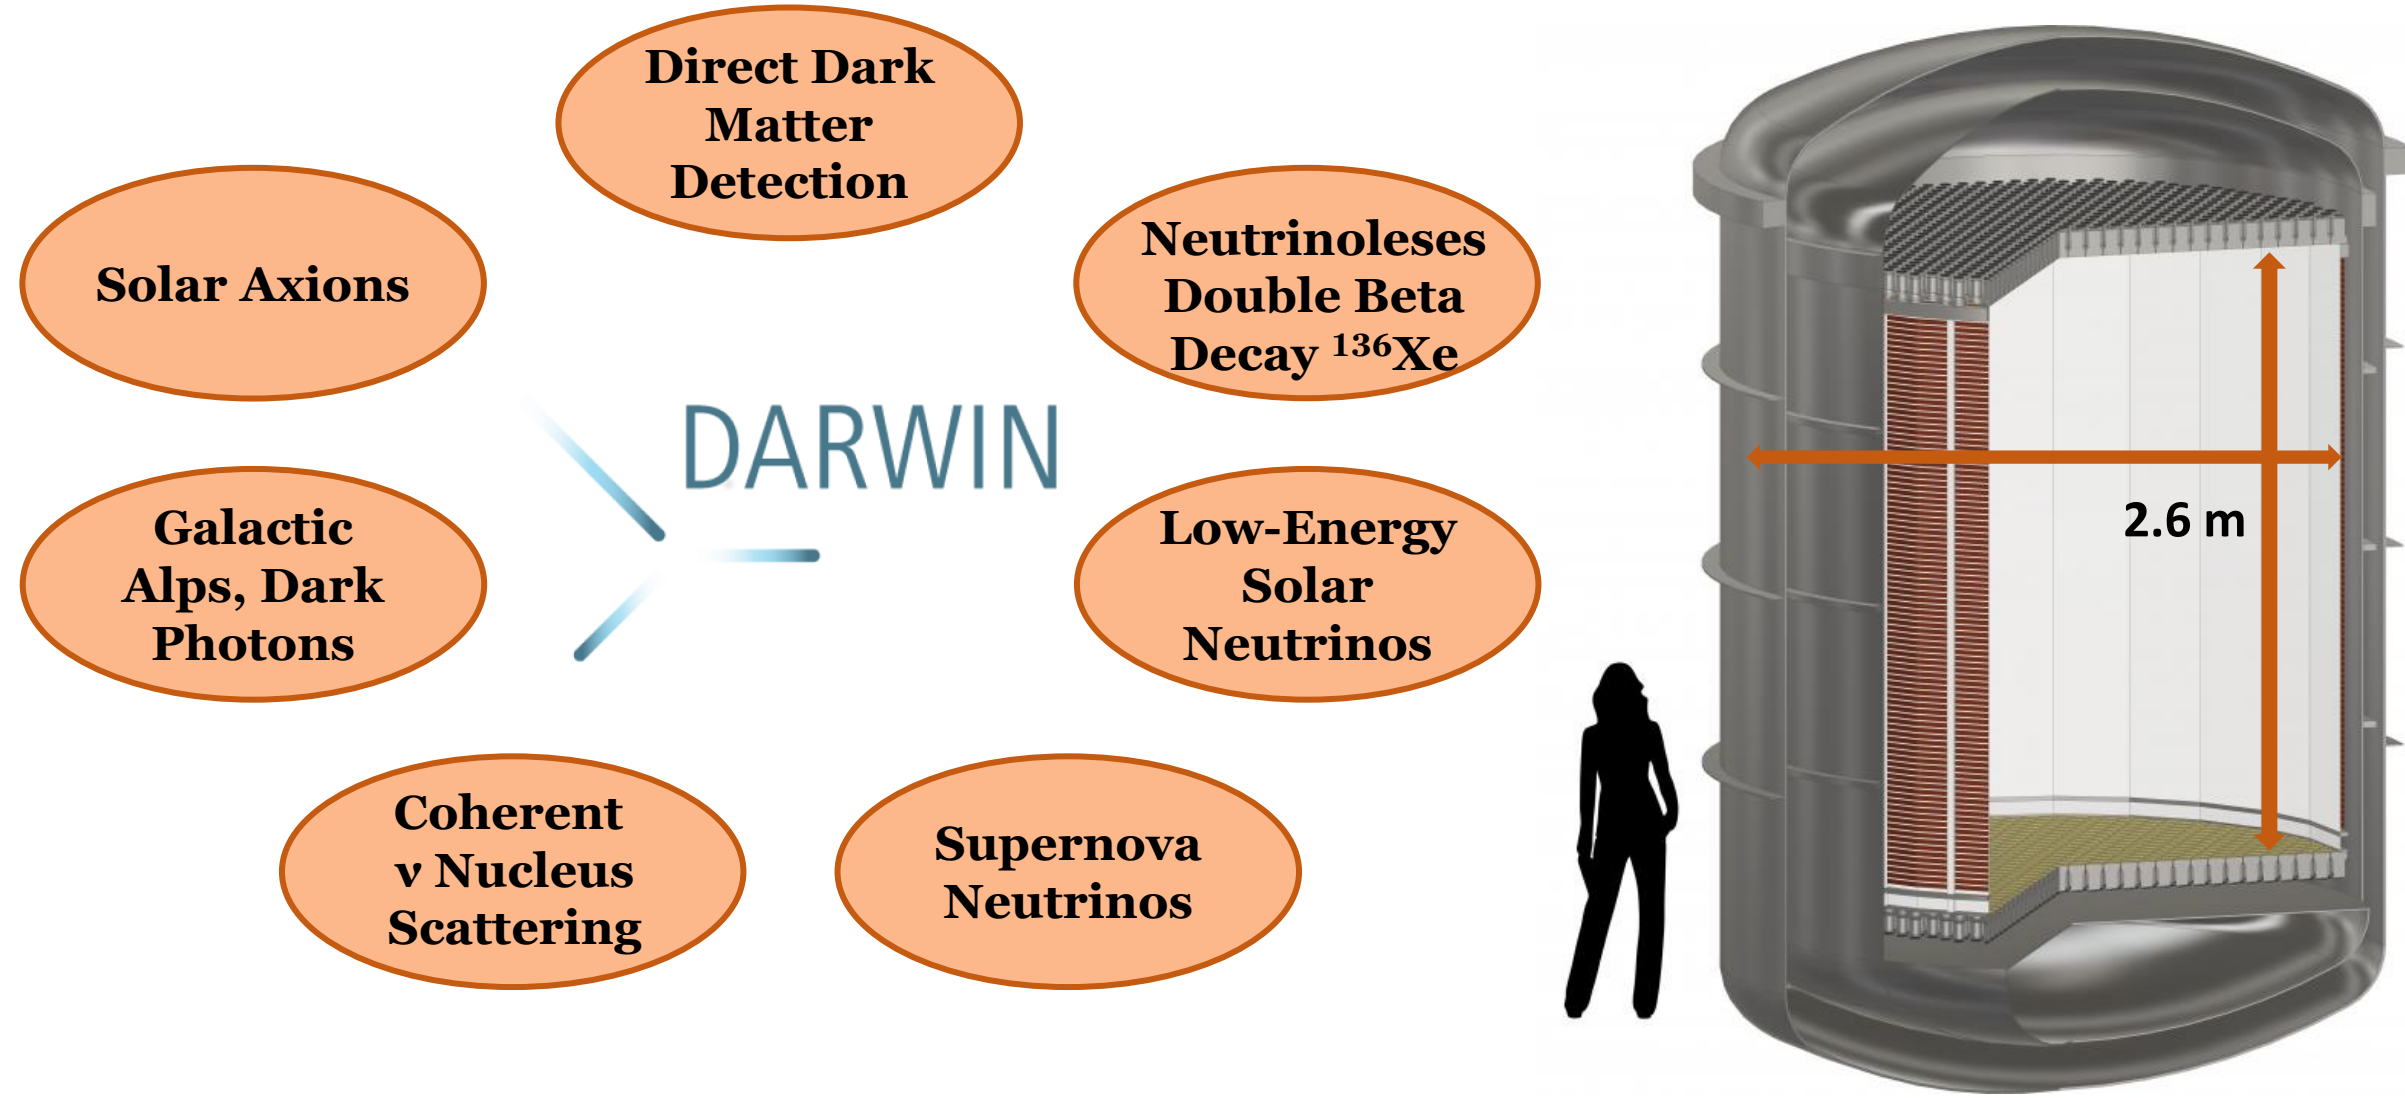 Direct Dark
Matter
Detection
Solar Axions
Neutrinoleses
Double Beta
Decay ¹³⁶Xe
DARWIN
Galactic
Alps, Dark
Photons
Low-Energy
Solar
Neutrinos
2.6 m
Coherent
ν Nucleus
Scattering
Supernova
Neutrinos